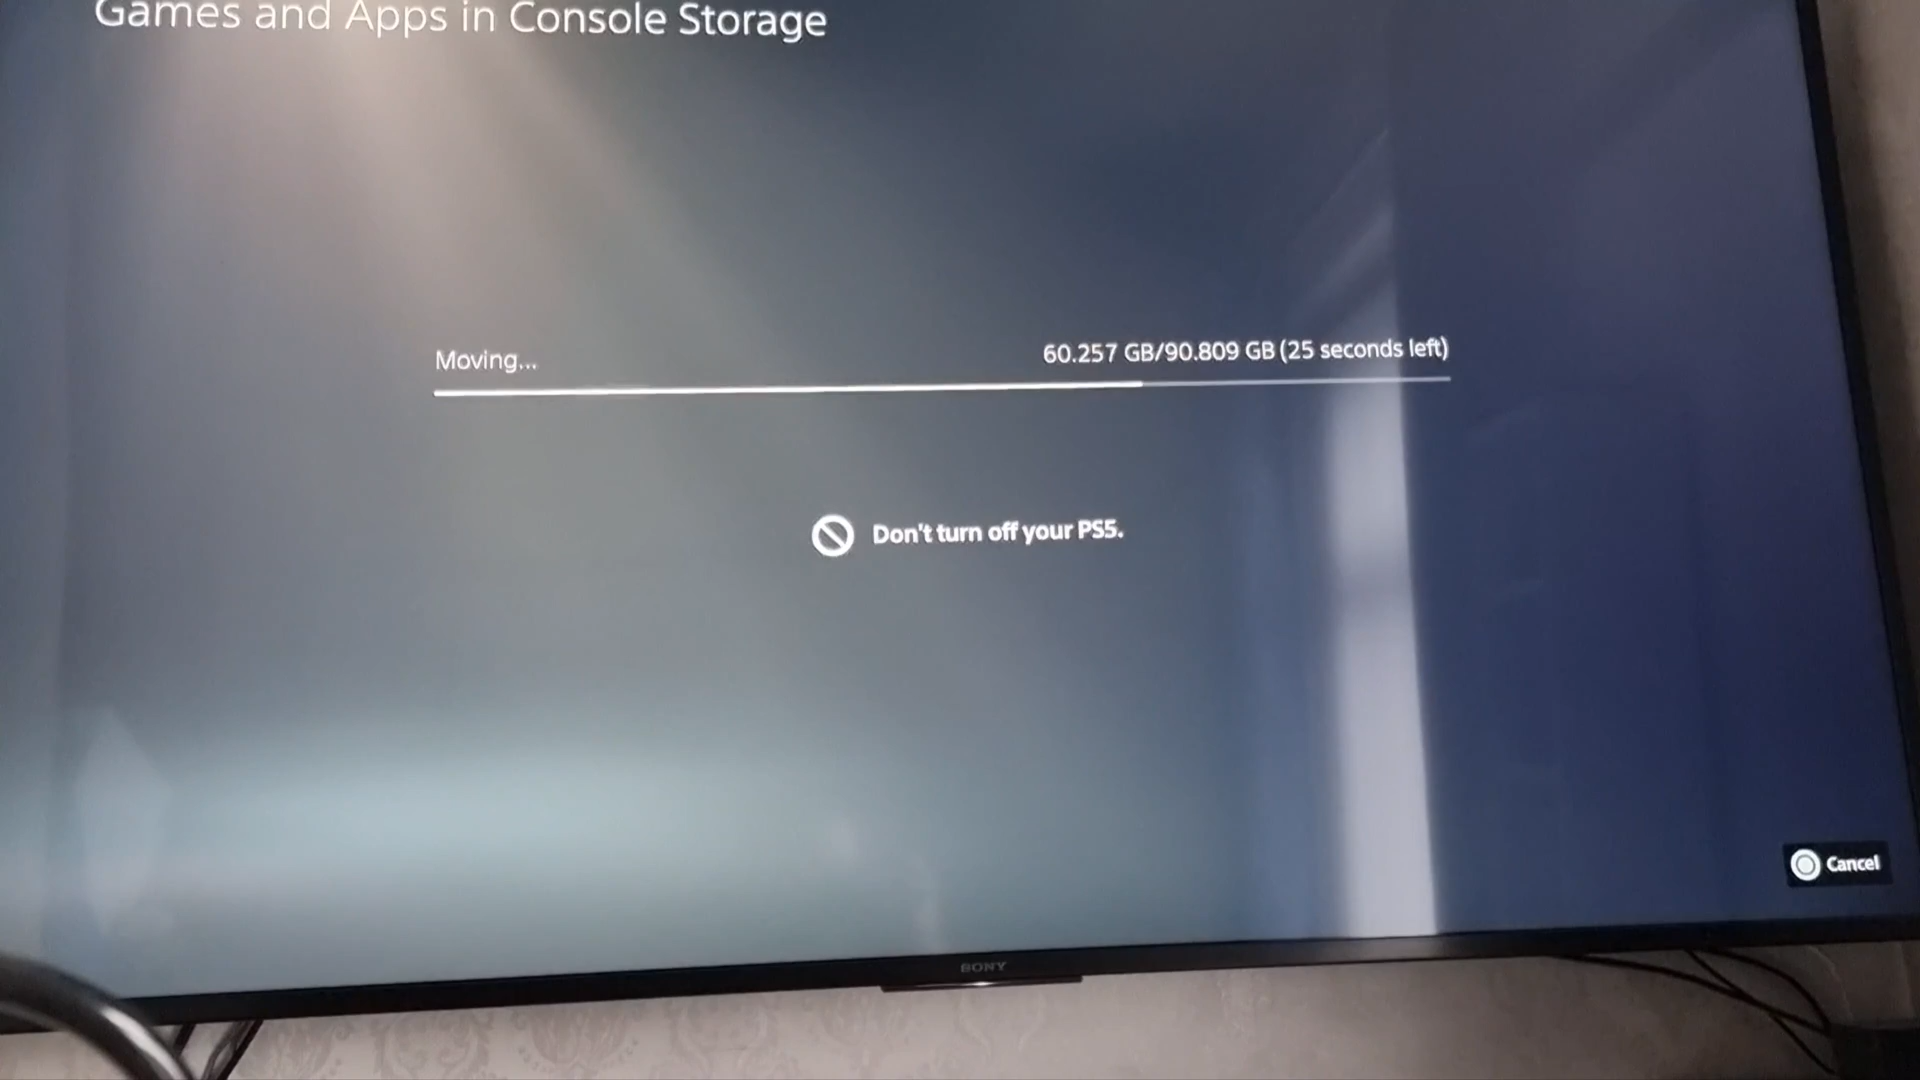 Games and Apps in Console Storage
Moving...
60.257 GB/90.809 GB (25 seconds left)
Don't turn off your PS5.
Cancel
SONY